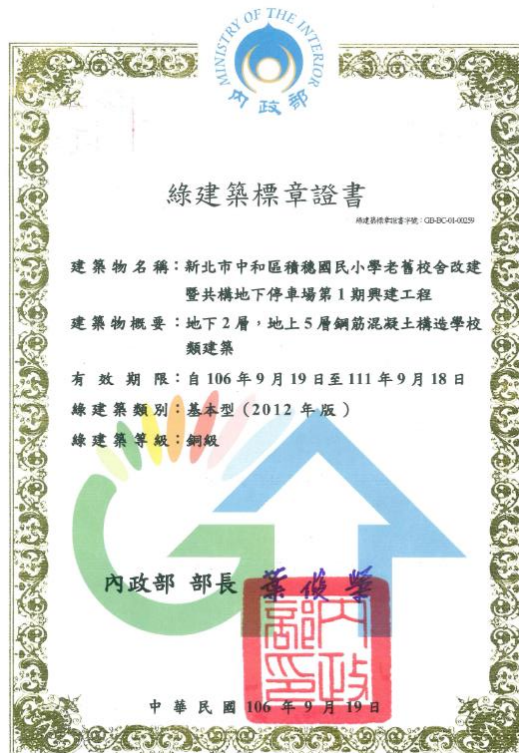 MINISTRY OF THE INTERIOR
內政部
綠建築標章證書
綠建築標章證書字號：GB-BC-01-00259
建築物名稱：新北市中和區積穗國民小學老舊校舍改建
暨共構地下停車場第1期興建工程
建築物概要：地下2層，地上5層鋼筋混凝土構造學校
類建築
有效期限：自106年9月19日至111年9月18日
綠建築類別：基本型（2012 年版）
綠建築等級：銅級
內政部 部長 葉俊榮
內政部印
中華民國106年9月19日